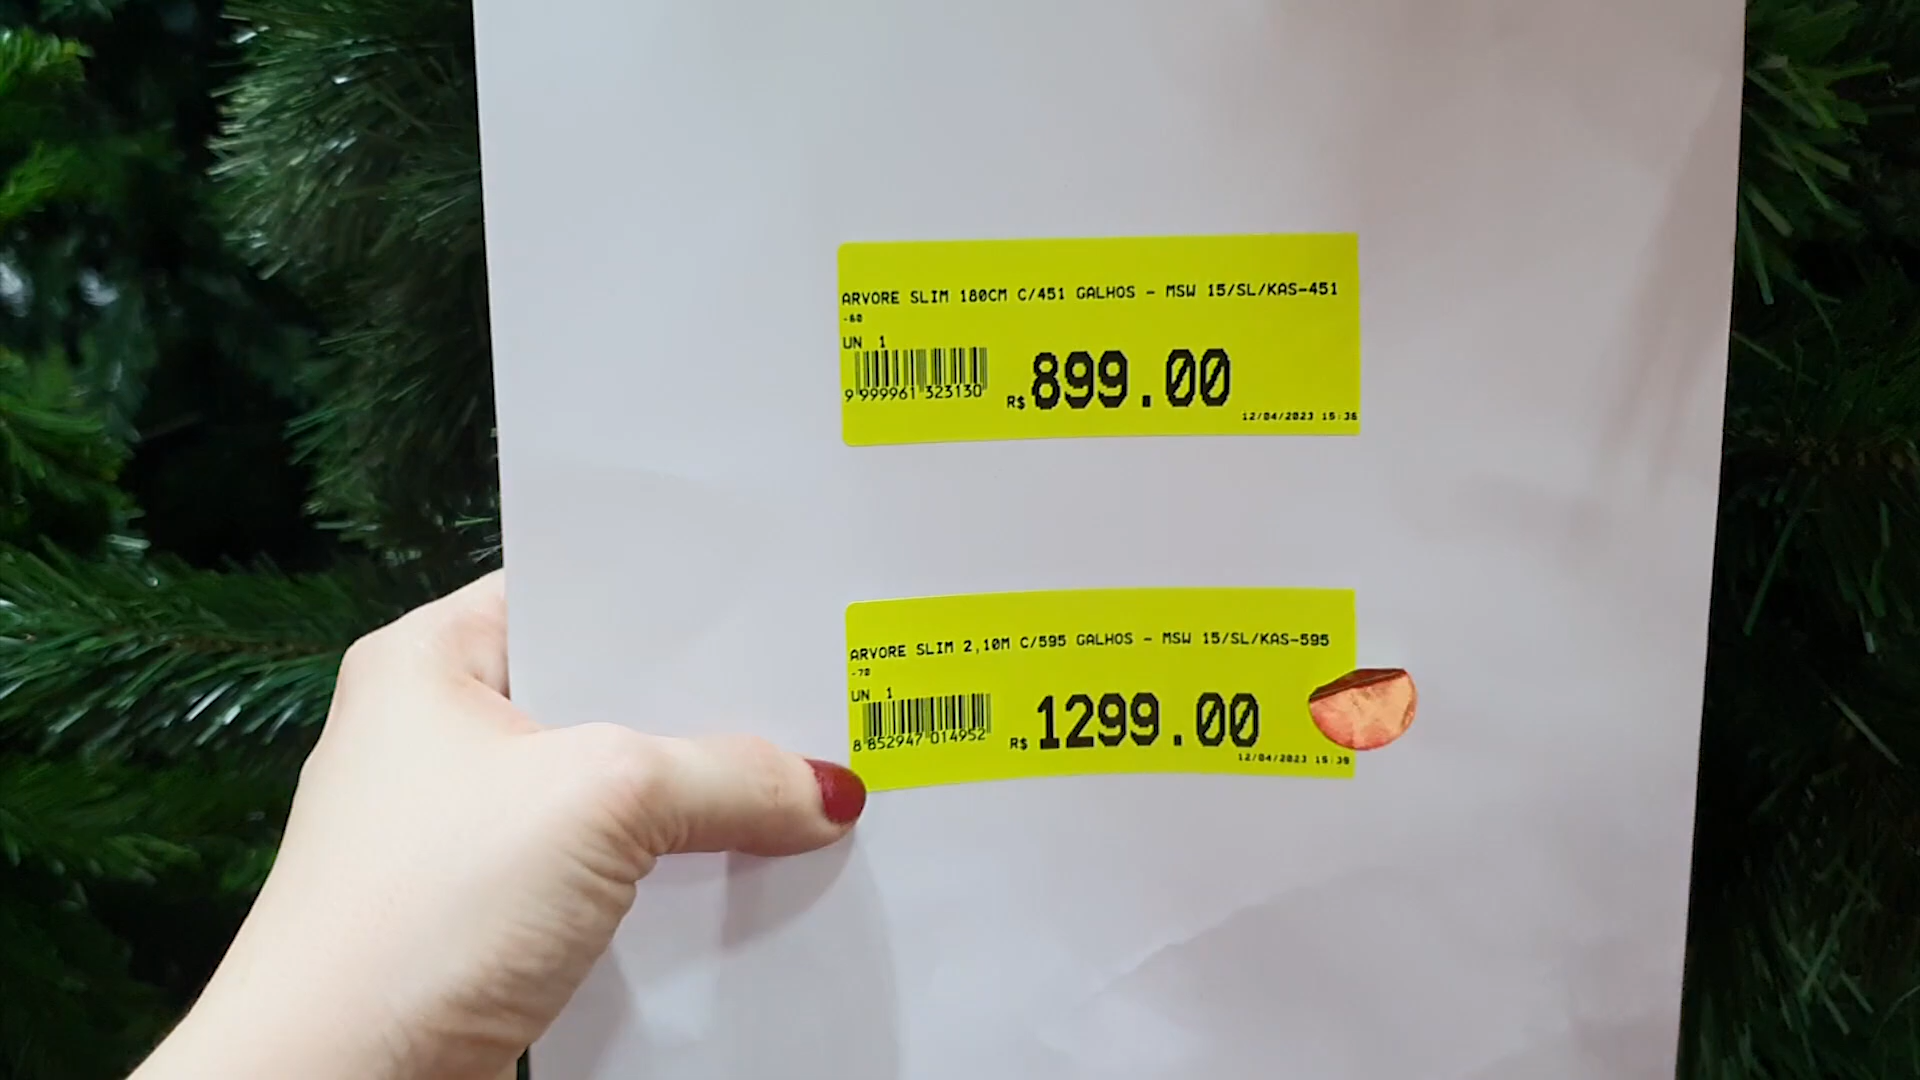 ARVORE SLIM 180CM C/451 GALHOS - MSW 15/SL/KAS-451
-60
UN 1
9 999961 323130
R$ 899.00
12/04/2023 15:36
ARVORE SLIM 2,10M C/595 GALHOS - MSW 15/SL/KAS-595
-70
UN 1
8 852947 014952
R$ 1299.00
12/04/2023 15:39